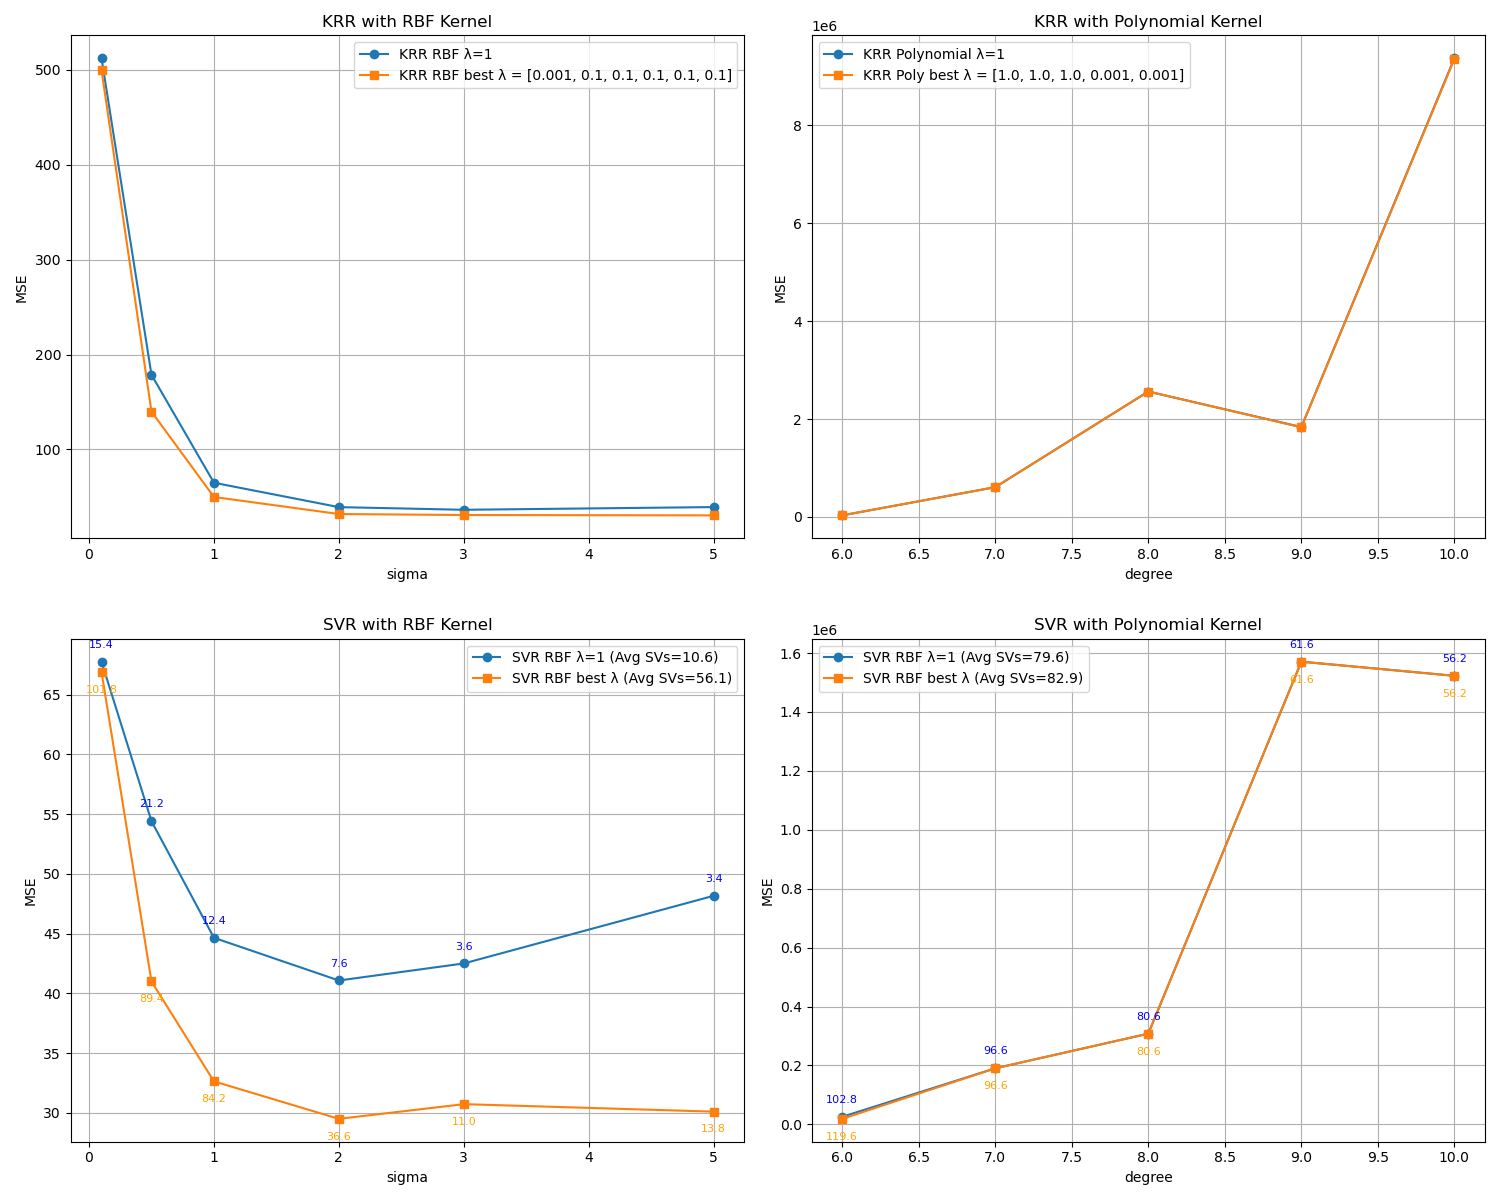 KRR with RBF Kernel
KRR RBF λ=1
KRR RBF best λ = [0.001, 0.1, 0.1, 0.1, 0.1, 0.1]
500
400
300
200
100
MSE
0 1 2 3 4 5
sigma
KRR with Polynomial Kernel
1e6
KRR Polynomial λ=1
KRR Poly best λ = [1.0, 1.0, 1.0, 0.001, 0.001]
8
6
4
2
0
MSE
6.0 6.5 7.0 7.5 8.0 8.5 9.0 9.5 10.0
degree
SVR with RBF Kernel
SVR RBF λ=1 (Avg SVs=10.6)
SVR RBF best λ (Avg SVs=56.1)
15.4
101.8
21.2
89.4
12.4
84.2
7.6
36.6
3.6
11.0
3.4
13.8
65
60
55
50
45
40
35
30
MSE
0 1 2 3 4 5
sigma
SVR with Polynomial Kernel
1e6
SVR RBF λ=1 (Avg SVs=79.6)
SVR RBF best λ (Avg SVs=82.9)
102.8
119.6
96.6
96.6
80.6
80.6
61.6
61.6
56.2
56.2
1.6
1.4
1.2
1.0
0.8
0.6
0.4
0.2
0.0
MSE
6.0 6.5 7.0 7.5 8.0 8.5 9.0 9.5 10.0
degree